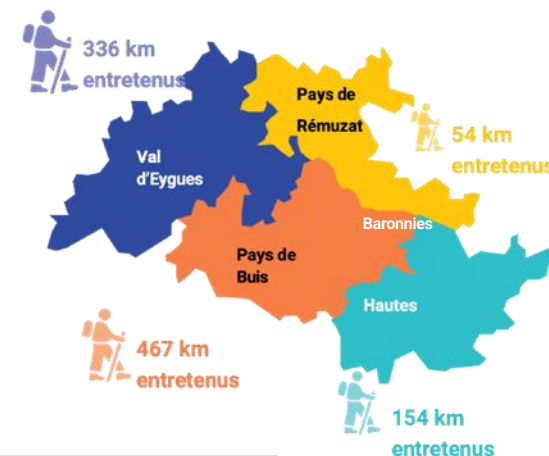 336 km
entretenus
Pays de
Rémuzat
54 km
entretenus
Val
d'Eygues
Baronnies
Pays de
Buis
Hautes
467 km
entretenus
154 km
entretenus